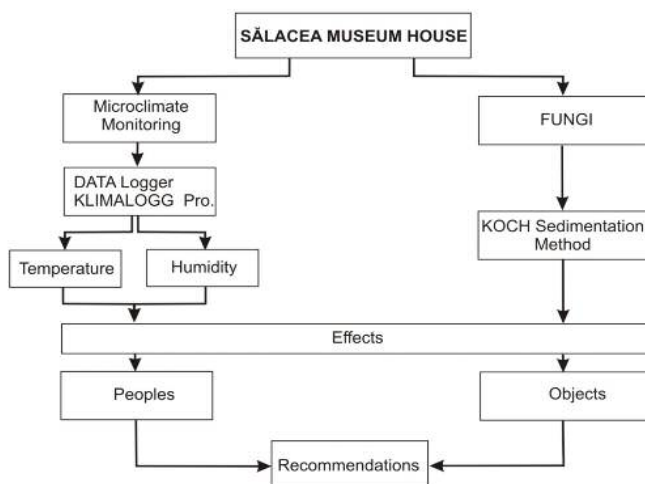 SĂLACEA MUSEUM HOUSE
Microclimate
Monitoring
FUNGI
DATA Logger
KLIMALOGG Pro.
KOCH Sedimentation
Method
Temperature
Humidity
Effects
Peoples
Objects
Recommendations